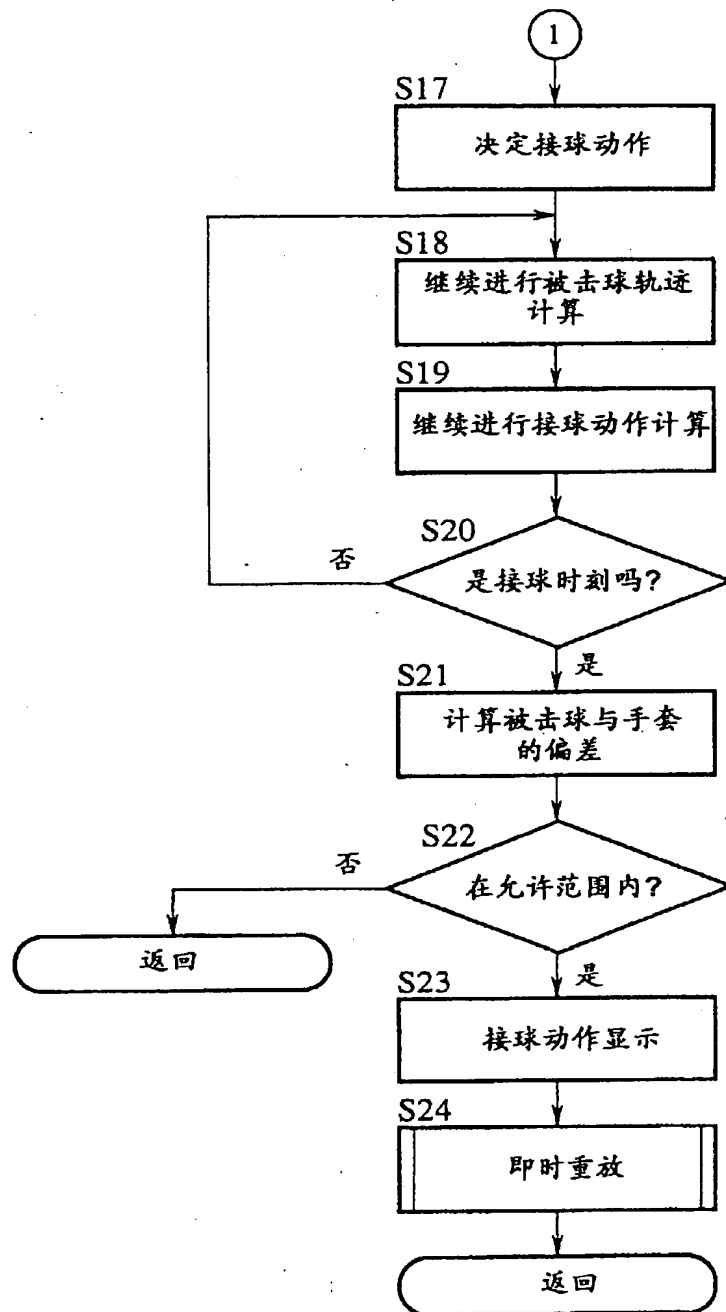 1
S17
决定接球动作
S18
继续进行被击球轨迹
计算
S19
继续进行接球动作计算
S20
否
是接球时刻吗?
是
S21
计算被击球与手套
的偏差
S22
否
在允许范围内?
返回
是
S23
接球动作显示
S24
即时重放
返回